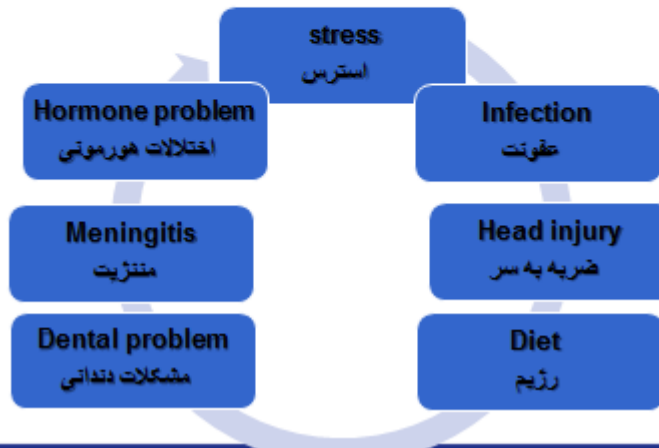 stress
استرس
Infection
عفونت
Head injury
ضربه به سر
Diet
رژیم
Dental problem
مشکلات دندانی
Meningitis
مننژیت
Hormone problem
اختلالات هورمونی